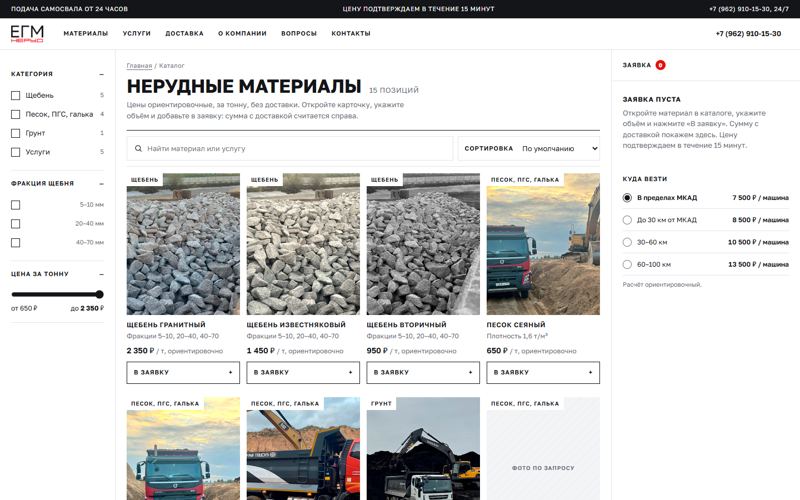 ПОДАЧА САМОСВАЛА ОТ 24 ЧАСОВ
ЦЕНУ ПОДТВЕРЖДАЕМ В ТЕЧЕНИЕ 15 МИНУТ
+7 (962) 910-15-30, 24/7
ЕГМ
НЕРУД
МАТЕРИАЛЫ
УСЛУГИ
ДОСТАВКА
О КОМПАНИИ
ВОПРОСЫ
КОНТАКТЫ
+7 (962) 910-15-30
КАТЕГОРИЯ –
Щебень 5
Песок, ПГС, галька 4
Грунт 1
Услуги 5
ФРАКЦИЯ ЩЕБНЯ –
5–10 мм
20–40 мм
40–70 мм
ЦЕНА ЗА ТОННУ –
от 650 ₽ до 2 350 ₽
Главная / Каталог
НЕРУДНЫЕ МАТЕРИАЛЫ 15 ПОЗИЦИЙ
Цены ориентировочные, за тонну, без доставки. Откройте карточку, укажите
объём и добавьте в заявку: сумма с доставкой считается справа.
Найти материал или услугу
СОРТИРОВКА По умолчанию
ЩЕБЕНЬ
ЩЕБЕНЬ ГРАНИТНЫЙ
Фракции 5–10, 20–40, 40–70
2 350 ₽ / т, ориентировочно
В ЗАЯВКУ +
ЩЕБЕНЬ
ЩЕБЕНЬ ИЗВЕСТНЯКОВЫЙ
Фракции 5–10, 20–40, 40–70
1 450 ₽ / т, ориентировочно
В ЗАЯВКУ +
ЩЕБЕНЬ
ЩЕБЕНЬ ВТОРИЧНЫЙ
Фракции 5–10, 20–40, 40–70
950 ₽ / т, ориентировочно
В ЗАЯВКУ +
ПЕСОК, ПГС, ГАЛЬКА
ПЕСОК СЕЯНЫЙ
Плотность 1,6 т/м³
650 ₽ / т, ориентировочно
В ЗАЯВКУ +
ПЕСОК, ПГС, ГАЛЬКА
ПЕСОК, ПГС, ГАЛЬКА
ГРУНТ
ПЕСОК, ПГС, ГАЛЬКА
ФОТО ПО ЗАПРОСУ
ЗАЯВКА 0
ЗАЯВКА ПУСТА
Откройте материал в каталоге, укажите
объём и нажмите «В заявку». Сумму с
доставкой покажем здесь. Цену
подтверждаем в течение 15 минут.
КУДА ВЕЗТИ
В пределах МКАД 7 500 ₽ / машина
До 30 км от МКАД 8 500 ₽ / машина
30–60 км 10 500 ₽ / машина
60–100 км 13 500 ₽ / машина
Расчёт ориентировочный.